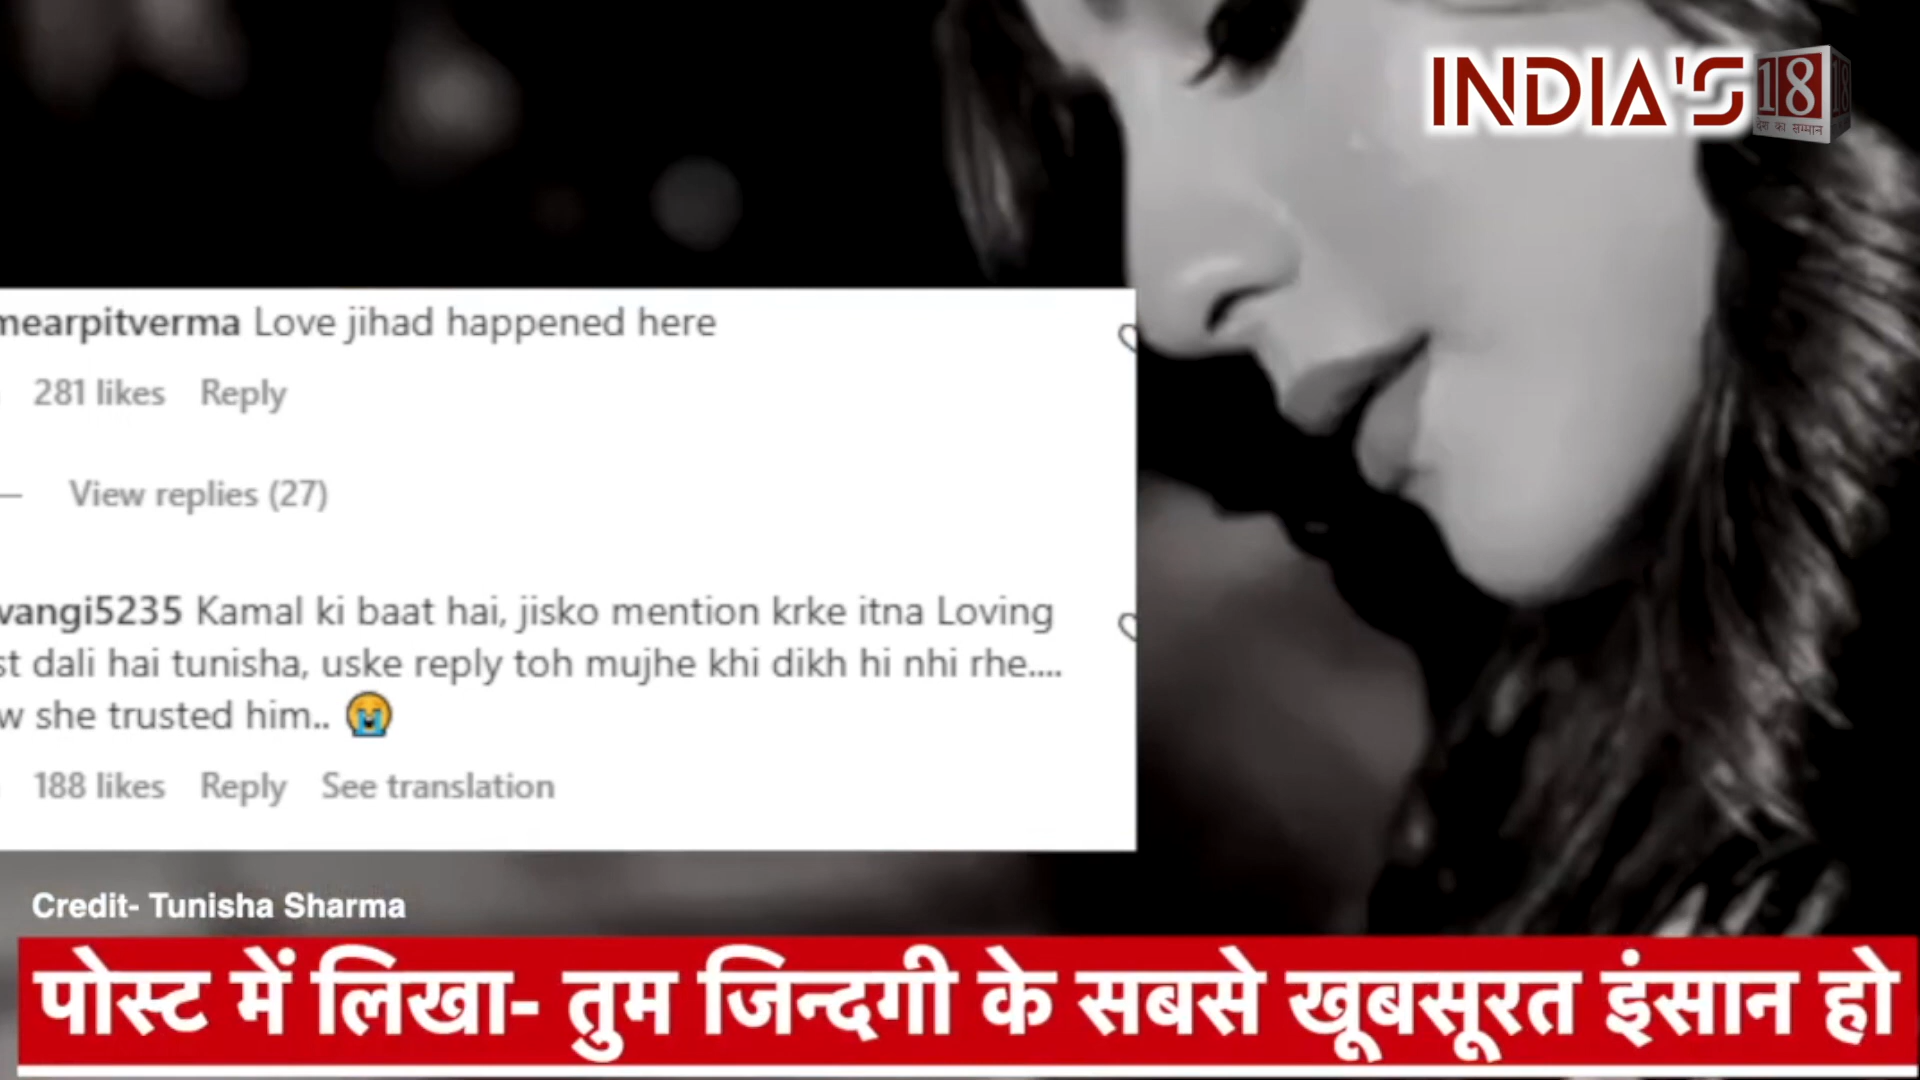 INDIA'S 18
देश का सम्मान
mearpitverma Love jihad happened here
281 likes Reply
View replies (27)
vangi5235 Kamal ki baat hai, jisko mention krke itna Loving
st dali hai tunisha, uske reply toh mujhe khi dikh hi nhi rhe....
w she trusted him.. 😭
188 likes Reply See translation
Credit- Tunisha Sharma
पोस्ट में लिखा- तुम जिन्दगी के सबसे खूबसूरत इंसान हो